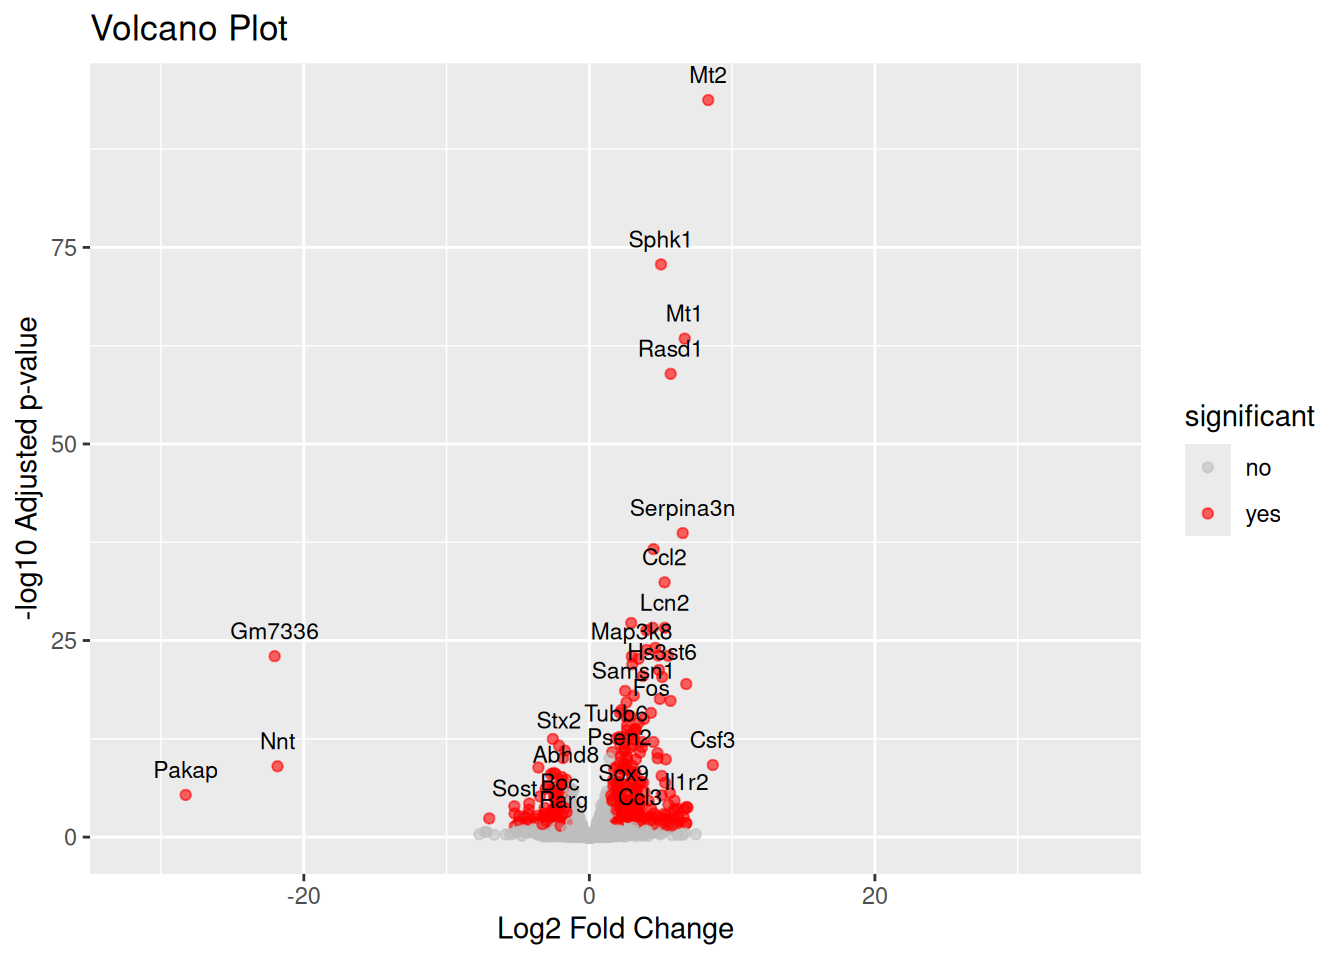 Volcano Plot
Mt2
Sphk1
Mt1
Rasd1
Serpina3n
Ccl2
Lcn2
Map3k8
Hs3st6
Samsn1
Fos
Tubb6
Stx2
Psen2
Abhd8
Csf3
Gm7336
Nnt
Pakap
Sox9
Il1r2
Sost
Rarg
Ccl3
75
50
25
0
-20
0
20
Log2 Fold Change
-log10 Adjusted p-value
significant
no
yes